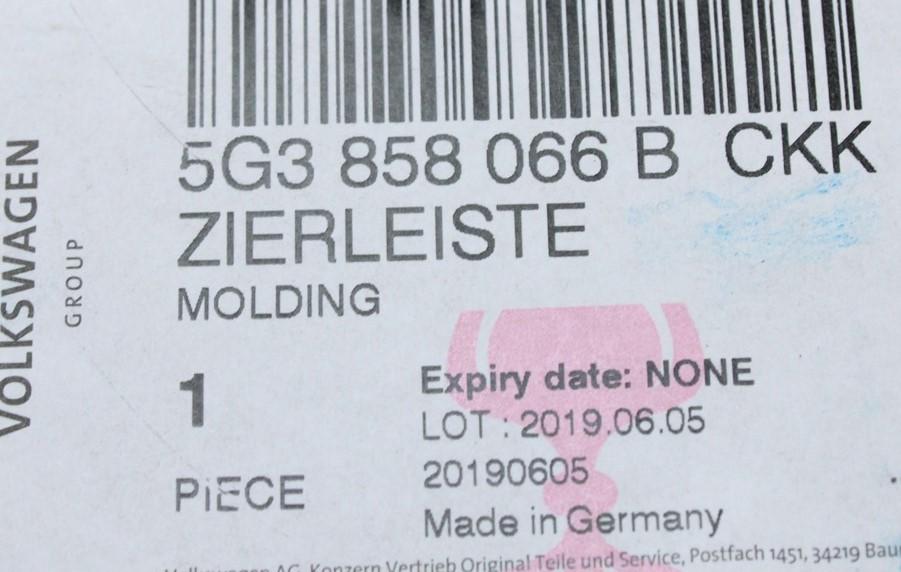 5G3 858 066 B CKK
ZIERLEISTE
MOLDING
1
PiECE
Expiry date: NONE
LOT : 2019.06.05
20190605
Made in Germany
AG, Konzern Vertrieb Original Teile und Service, Postfach 1451, 34219
VOLKSWAGEN
GROUP